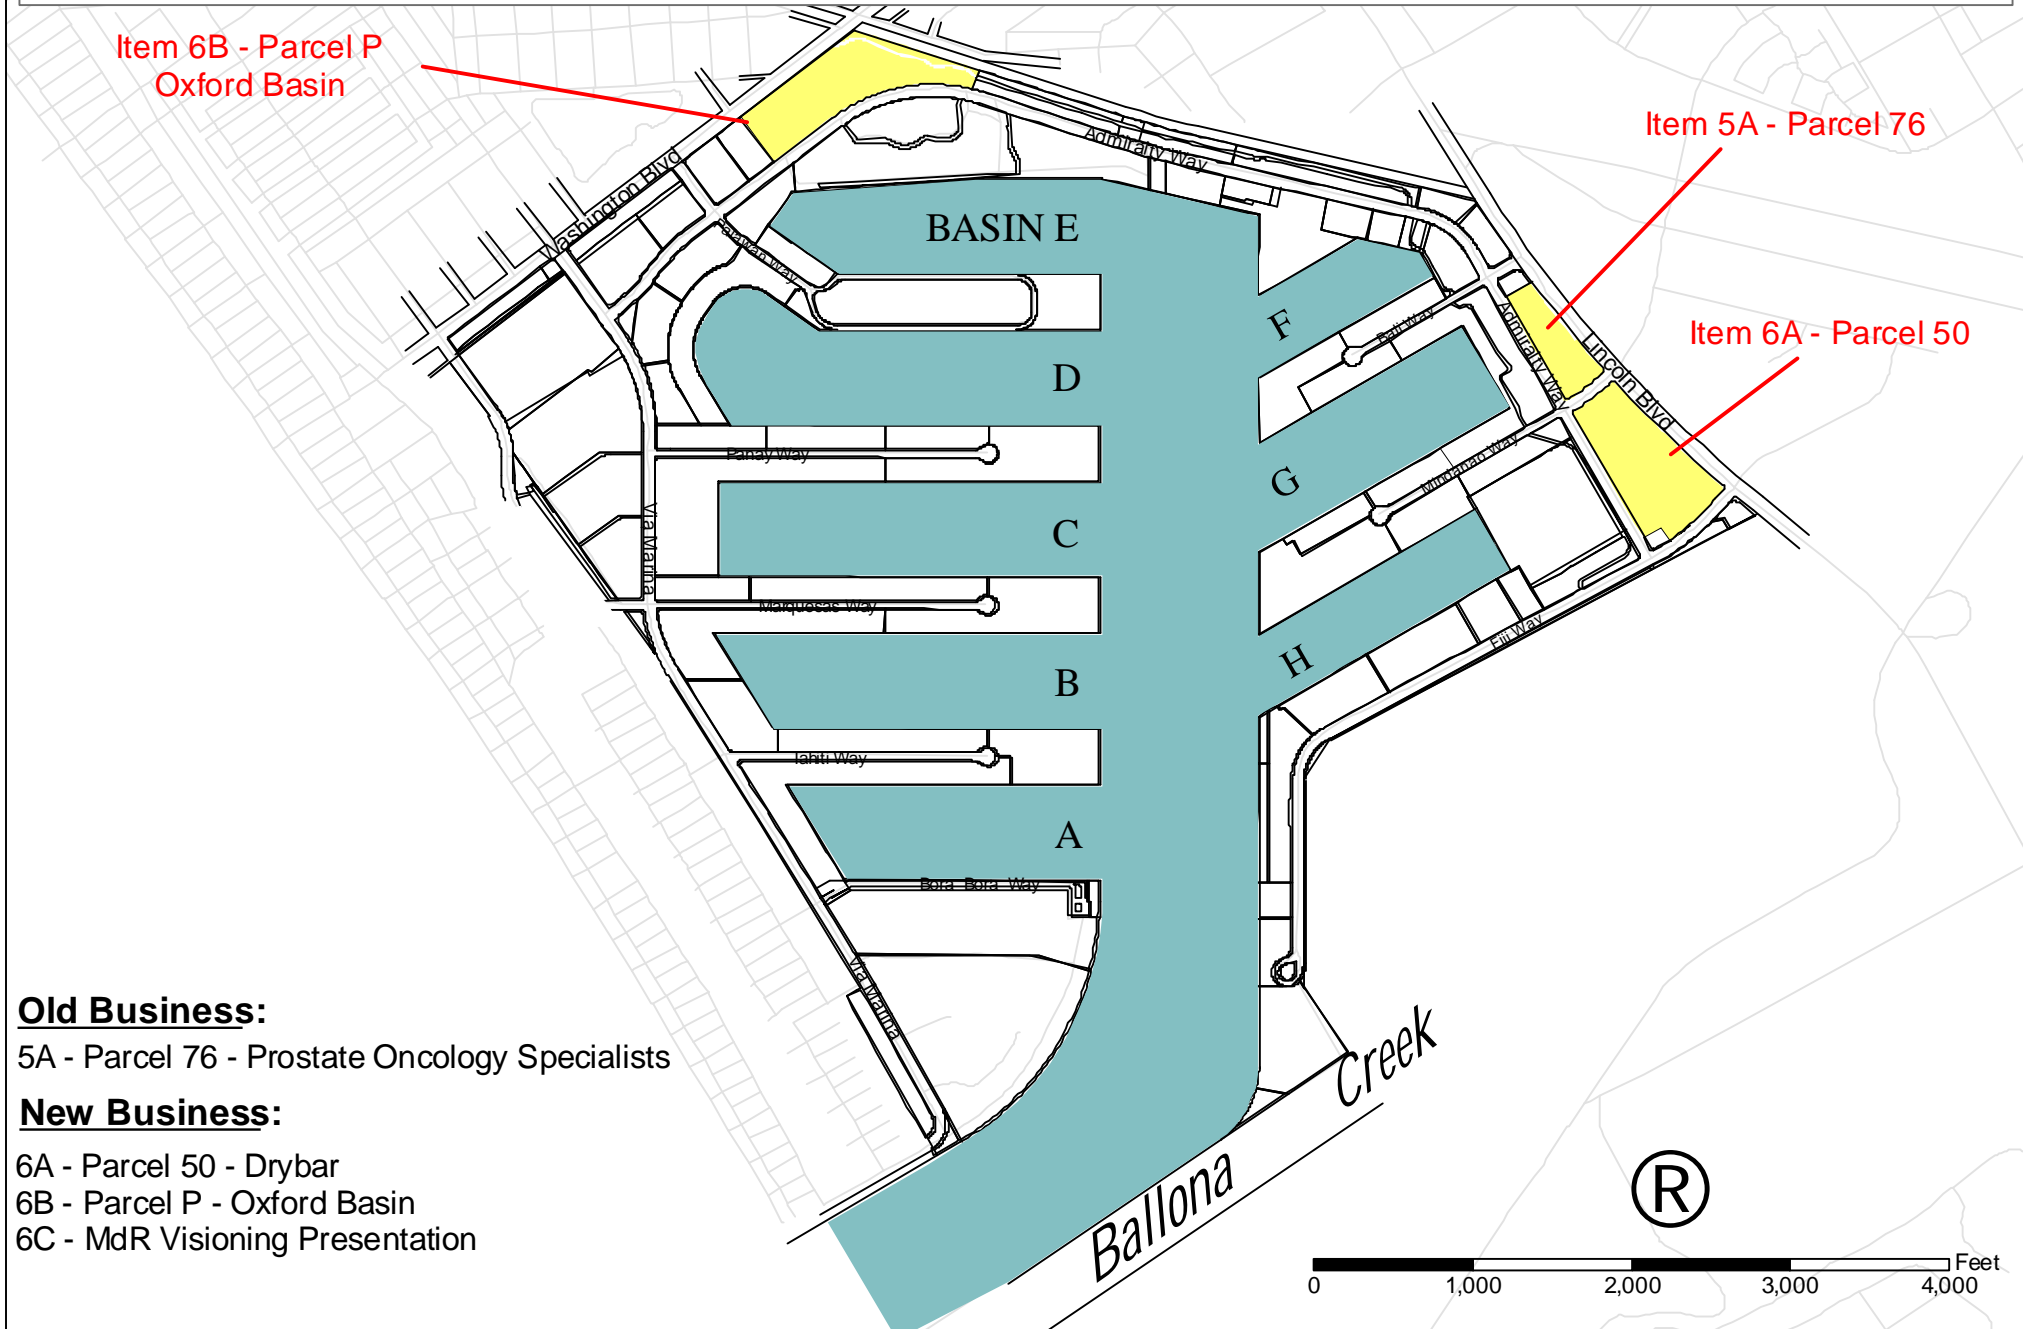 Item 6B - Parcel P
Oxford Basin
Item 5A - Parcel 76
Item 6A - Parcel 50
Washington Blvd
Admiralty Way
Palawan Way
BASIN E
F
Bali Way
Admiralty Way
Lincoln Blvd
D
Panay Way
G
Mindanao Way
C
Via Marina
Marquesas Way
H
Fiji Way
B
Tahiti Way
A
Bora Bora Way
Via Marina
Ballona Creek
Old Business:
5A - Parcel 76 - Prostate Oncology Specialists
New Business:
6A - Parcel 50 - Drybar
6B - Parcel P - Oxford Basin
6C - MdR Visioning Presentation
®
Feet
0 1,000 2,000 3,000 4,000